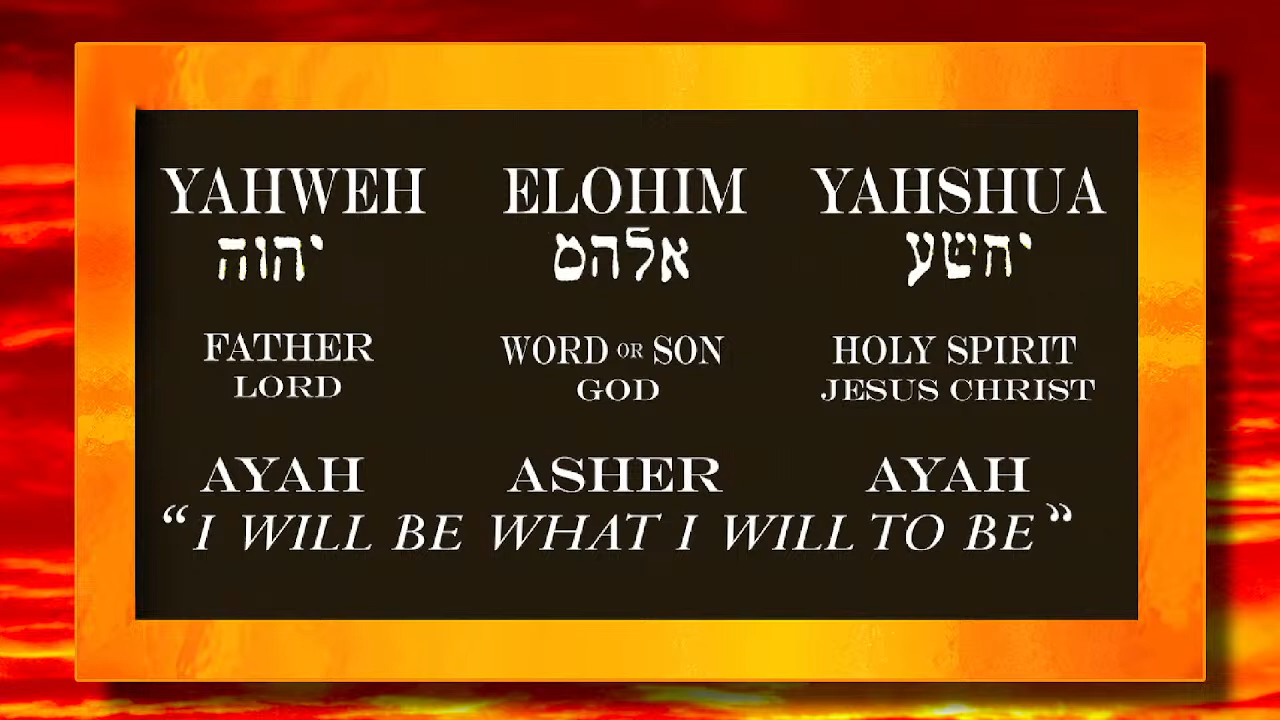 YAHWEH ELOHIM YAHSHUA
יהוה אלהם יהשע
FATHER WORD OR SON HOLY SPIRIT
LORD GOD JESUS CHRIST
AYAH ASHER AYAH
“I WILL BE WHAT I WILL TO BE”